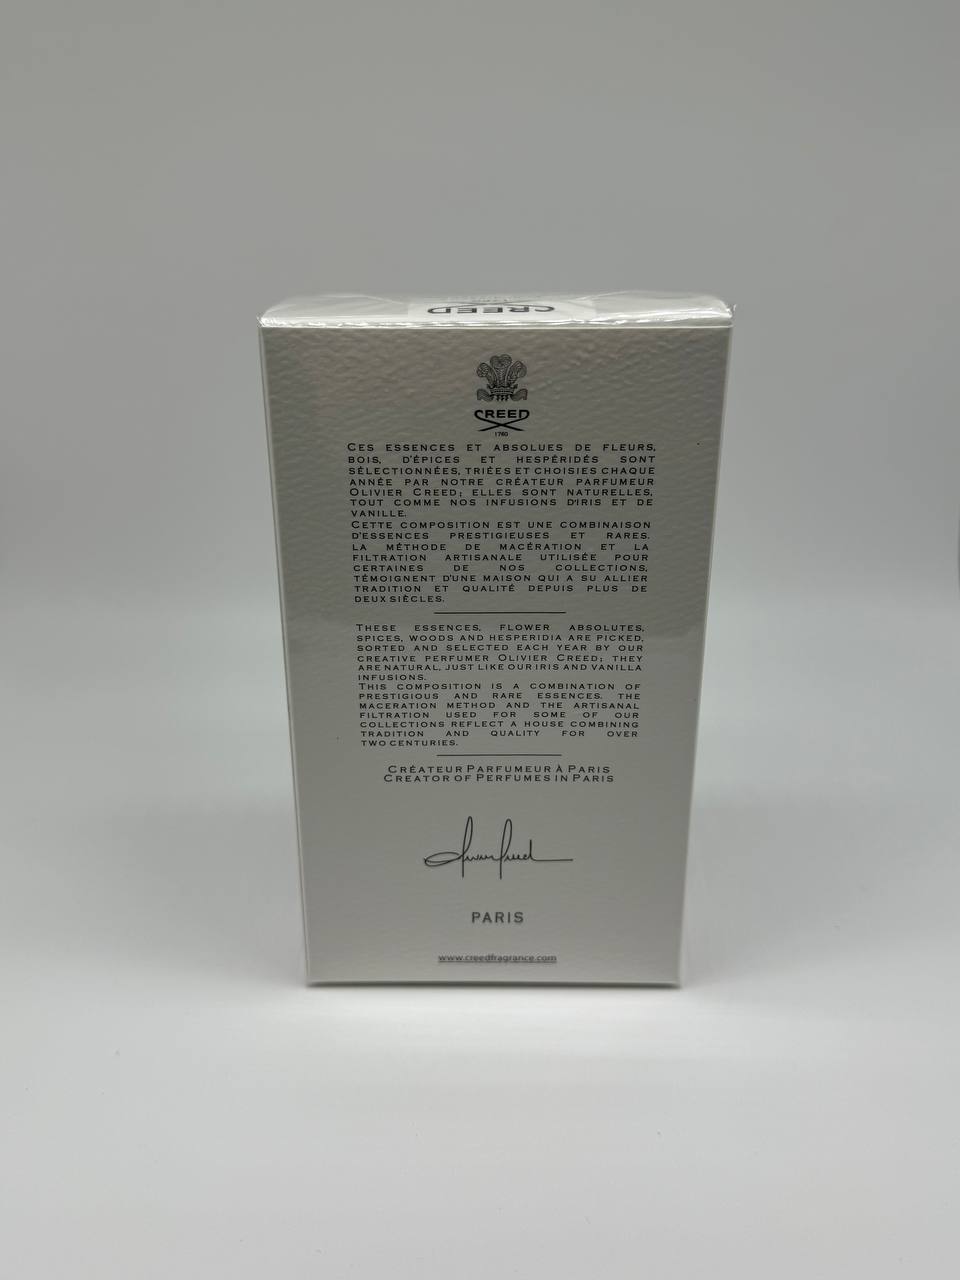 CREED
CREED
1760
CES ESSENCES ET ABSOLUES DE FLEURS,
BOIS, D'ÉPICES ET HESPÉRIDÉS SONT
SÉLECTIONNÉES, TRIÉES ET CHOISIES CHAQUE
ANNÉE PAR NOTRE CRÉATEUR PARFUMEUR
OLIVIER CREED; ELLES SONT NATURELLES,
TOUT COMME NOS INFUSIONS D'IRIS ET DE
VANILLE.
CETTE COMPOSITION EST UNE COMBINAISON
D'ESSENCES PRESTIGIEUSES ET RARES.
LA MÉTHODE DE MACÉRATION ET LA
FILTRATION ARTISANALE UTILISÉE POUR
CERTAINES DE NOS COLLECTIONS,
TÉMOIGNENT D'UNE MAISON QUI A SU ALLIER
TRADITION ET QUALITÉ DEPUIS PLUS DE
DEUX SIÈCLES.
THESE ESSENCES, FLOWER ABSOLUTES,
SPICES, WOODS AND HESPERIDIA ARE PICKED,
SORTED AND SELECTED EACH YEAR BY OUR
CREATIVE PERFUMER OLIVIER CREED; THEY
ARE NATURAL, JUST LIKE OUR IRIS AND VANILLA
INFUSIONS.
THIS COMPOSITION IS A COMBINATION OF
PRESTIGIOUS AND RARE ESSENCES. THE
MACERATION METHOD AND THE ARTISANAL
FILTRATION USED FOR SOME OF OUR
COLLECTIONS REFLECT A HOUSE COMBINING
TRADITION AND QUALITY FOR OVER
TWO CENTURIES.
CRÉATEUR PARFUMEUR À PARIS
CREATOR OF PERFUMES IN PARIS
PARIS
www.creedfragrance.com